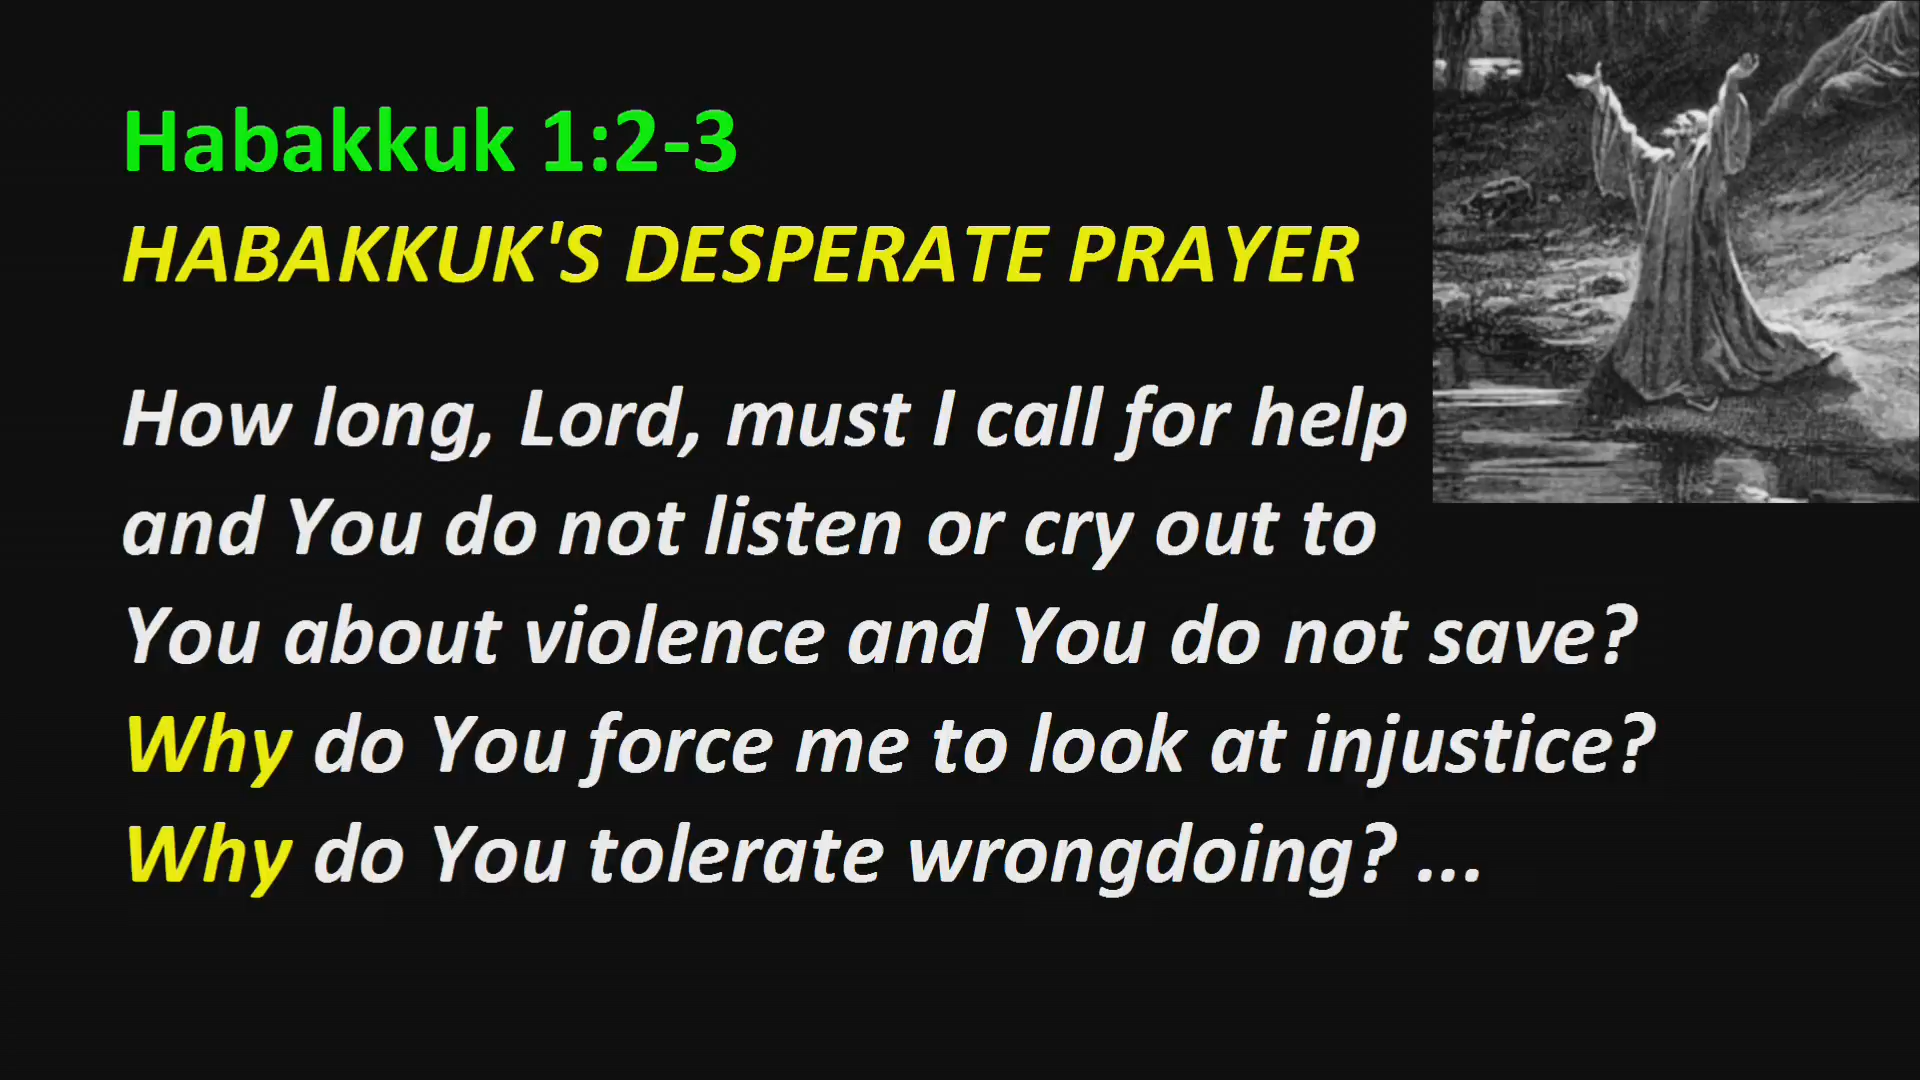 Habakkuk 1:2-3
HABAKKUK'S DESPERATE PRAYER
How long, Lord, must I call for help
and You do not listen or cry out to
You about violence and You do not save?
Why do You force me to look at injustice?
Why do You tolerate wrongdoing? ...